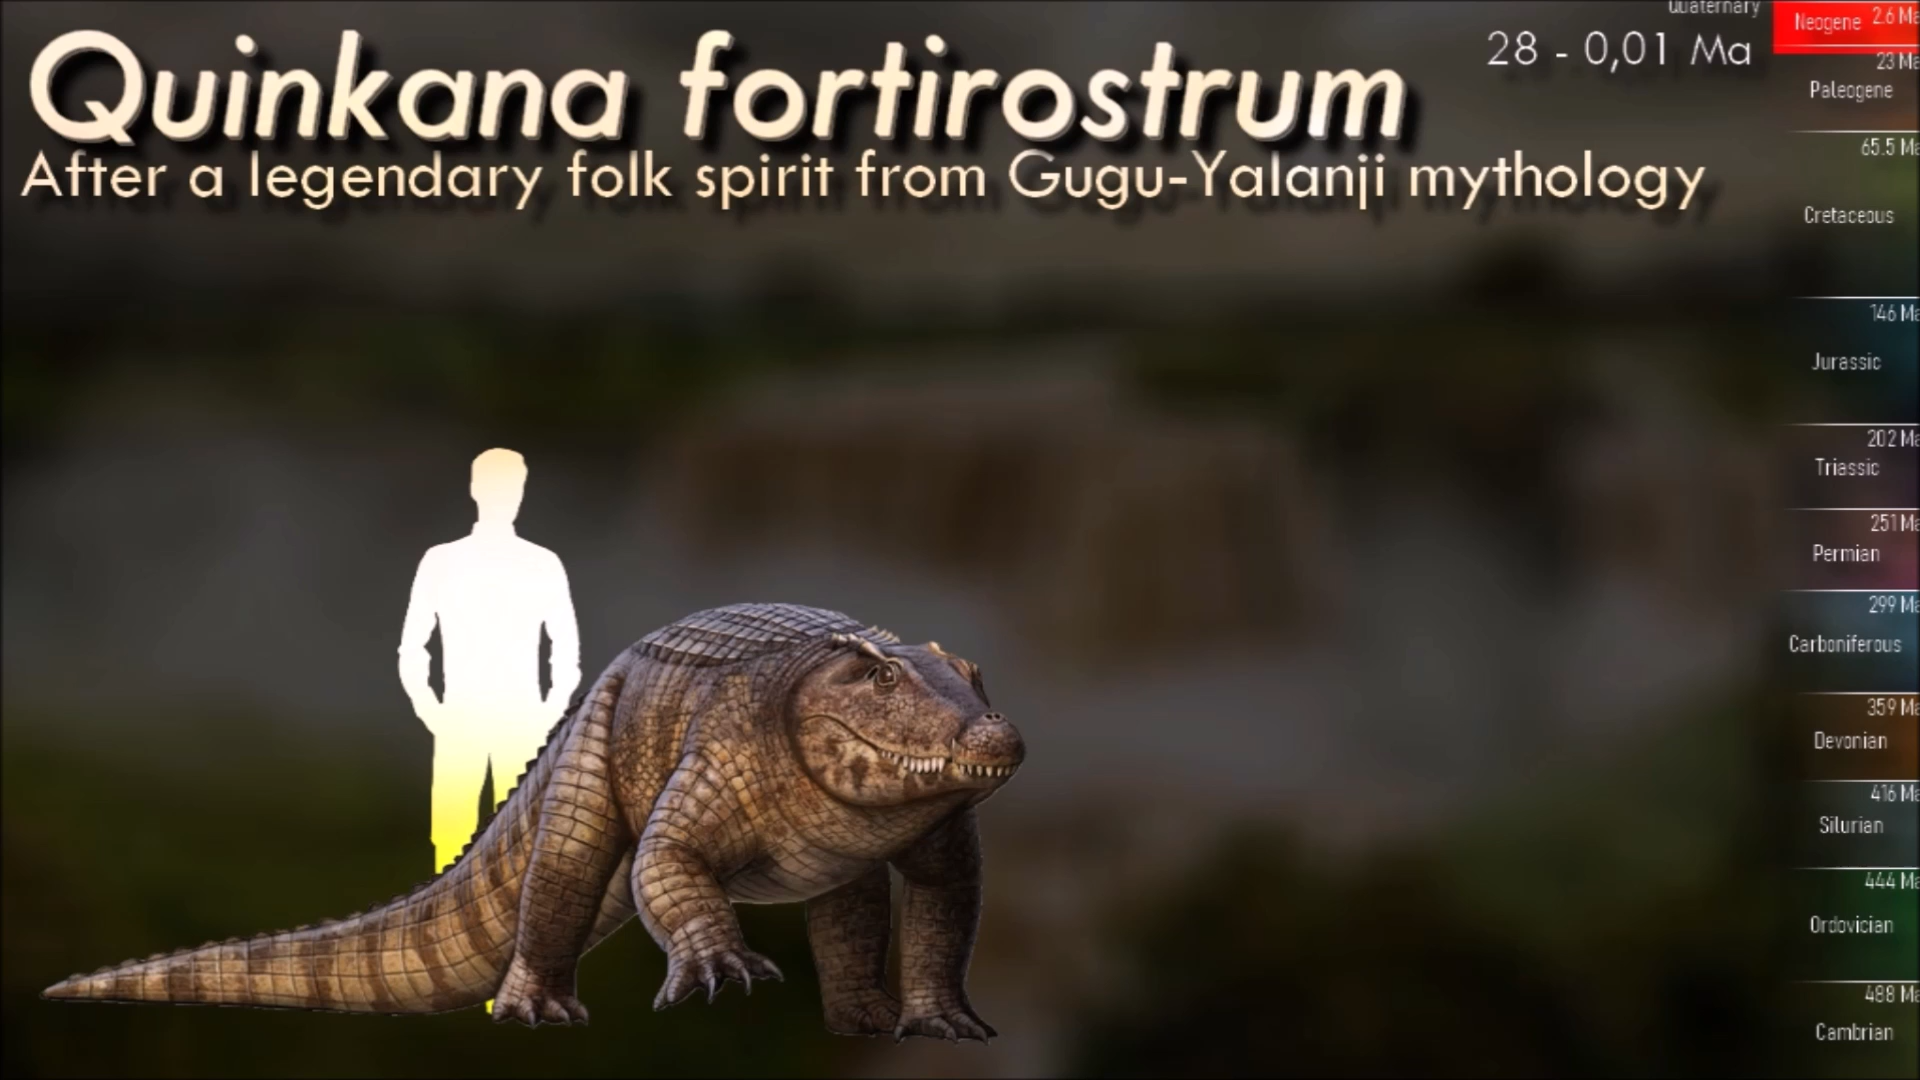 Quinkana fortirostrum
After a legendary folk spirit from Gugu-Yalanji mythology
28 - 0,01 Ma
Quaternary
2.6 Ma
Neogene
23 Ma
Paleogene
65.5 Ma
Cretaceous
146 Ma
Jurassic
202 Ma
Triassic
251 Ma
Permian
299 Ma
Carboniferous
359 Ma
Devonian
416 Ma
Silurian
444 Ma
Ordovician
488 Ma
Cambrian